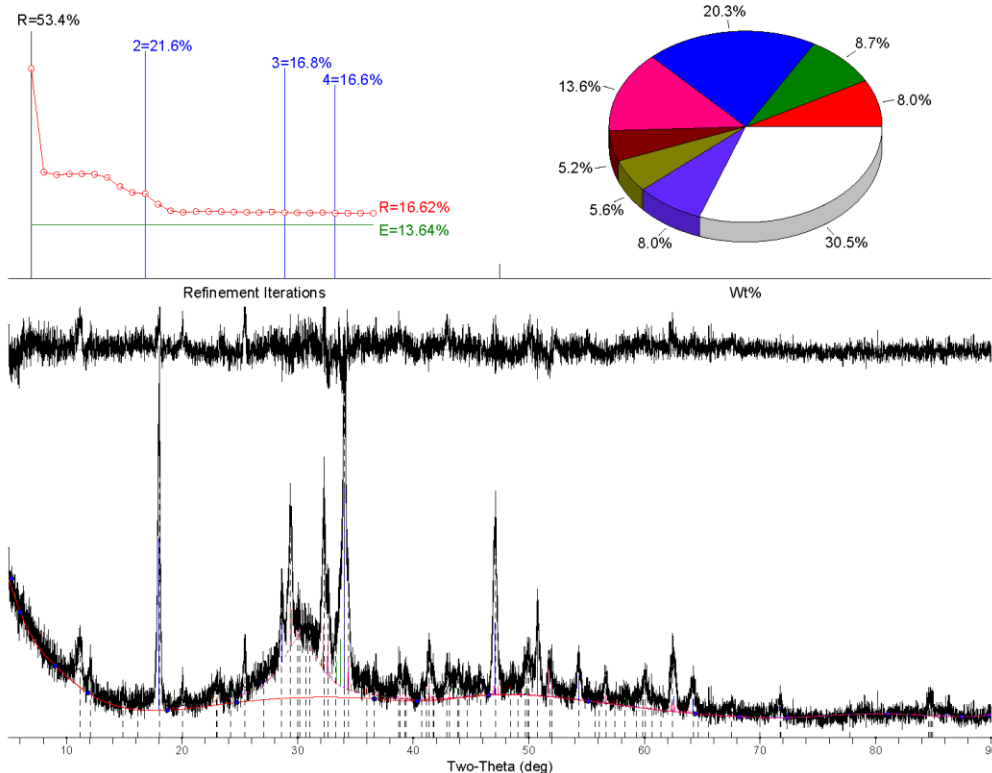 R=53.4%
2=21.6%
3=16.8%
4=16.6%
R=16.62%
E=13.64%
20.3%
8.7%
13.6%
8.0%
5.2%
5.6%
8.0%
30.5%
Refinement Iterations
Wt%
10 20 30 40 50 60 70 80 90
Two-Theta (deg)